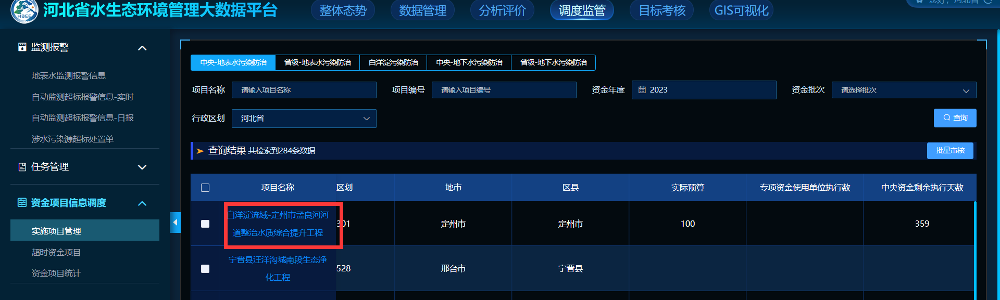 河北省水生态环境管理大数据平台
整体态势
数据管理
分析评价
调度监管
目标考核
GIS可视化
HBEE
监测报警
地表水监测报警信息
自动监测超标报警信息-实时
自动监测超标报警信息-日报
涉水污染源超标处置单
任务管理
资金项目信息调度
实施项目管理
超时资金项目
资金项目统计
中央-地表水污染防治
省级-地表水污染防治
白洋淀污染防治
中央-地下水污染防治
省级-地下水污染防治
项目名称 请输入项目名称
项目编号 请输入项目编号
资金年度 2023
资金批次 请选择批次
行政区划 河北省
查询
查询结果 共检索到284条数据
批量审核
项目名称 区划 地市 区县 实际预算 专项资金使用单位执行数 中央资金剩余执行天数
白洋淀流域-定州市孟良河河
道整治水质综合提升工程
301 定州市 定州市 100 359
宁晋县汪洋沟城南段生态净
化工程
528 邢台市 宁晋县